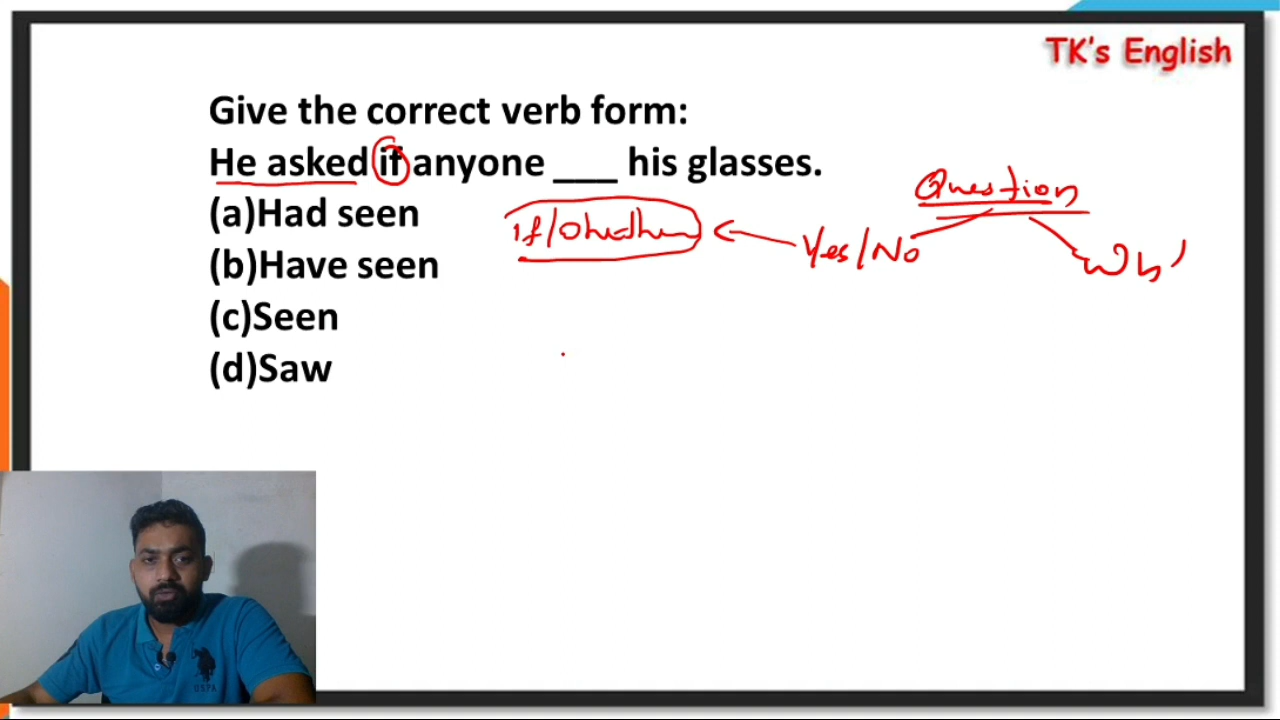 TK's English
Give the correct verb form:
He asked if anyone ___ his glasses.
(a)Had seen
(b)Have seen
(c)Seen
(d)Saw
Question
If/
Yes/No
Wh
USPA